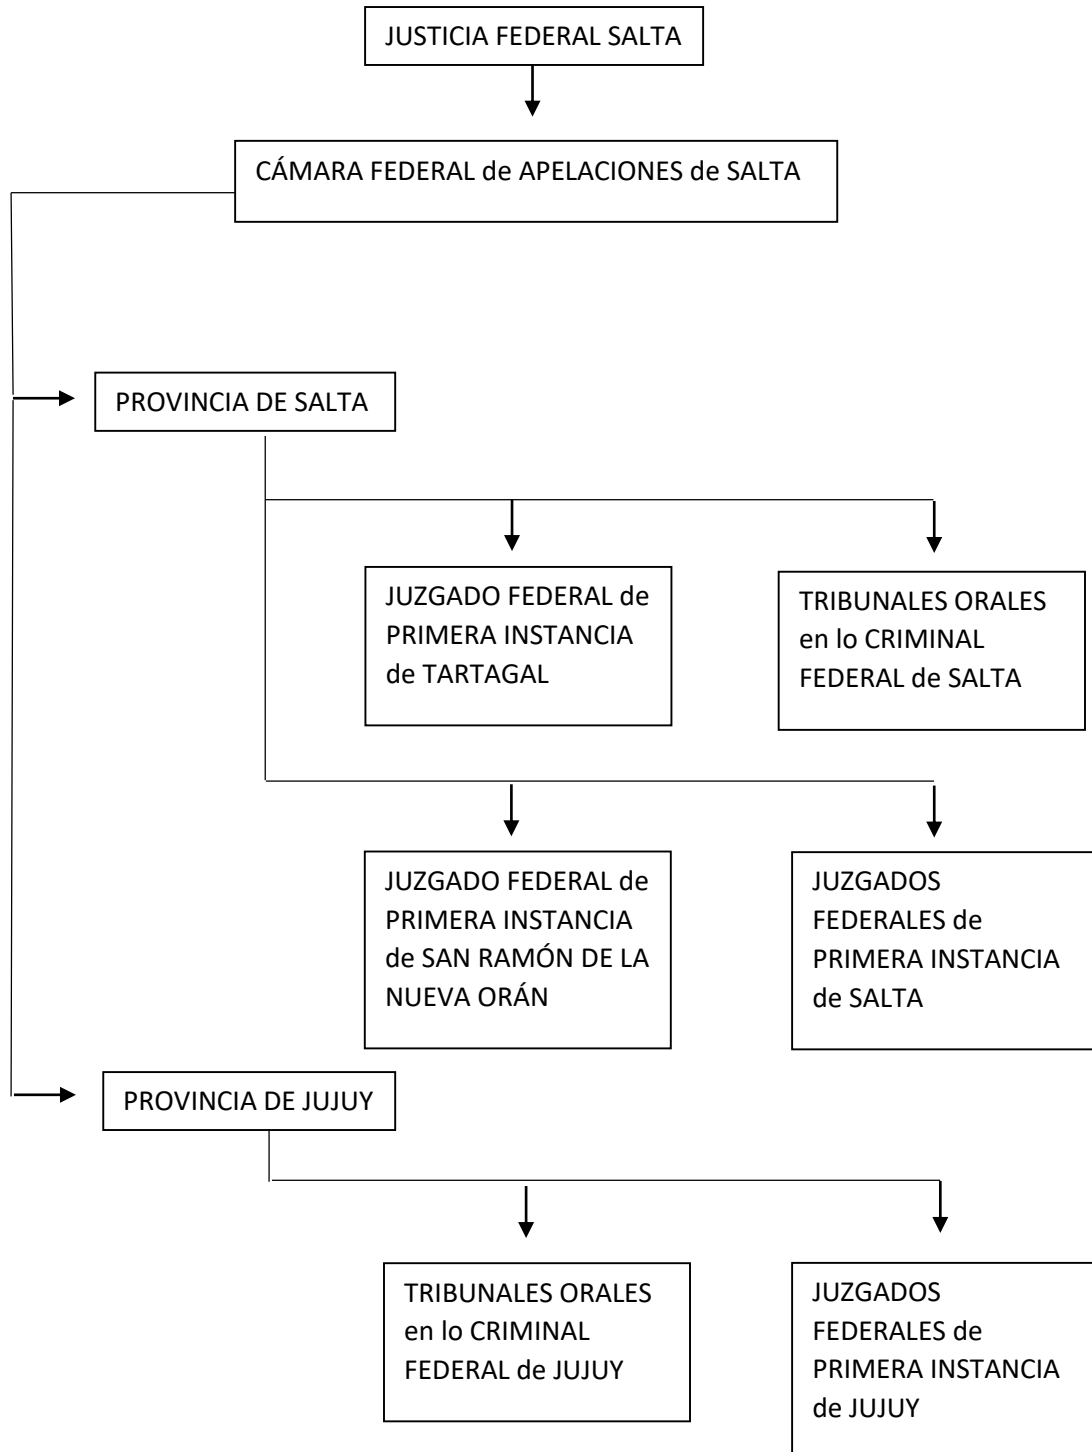 JUSTICIA FEDERAL SALTA
CÁMARA FEDERAL de APELACIONES de SALTA
PROVINCIA DE SALTA
JUZGADO FEDERAL de
PRIMERA INSTANCIA
de TARTAGAL
TRIBUNALES ORALES
en lo CRIMINAL
FEDERAL de SALTA
JUZGADO FEDERAL de
PRIMERA INSTANCIA
de SAN RAMÓN DE LA
NUEVA ORÁN
JUZGADOS
FEDERALES de
PRIMERA INSTANCIA
de SALTA
PROVINCIA DE JUJUY
TRIBUNALES ORALES
en lo CRIMINAL
FEDERAL de JUJUY
JUZGADOS
FEDERALES de
PRIMERA INSTANCIA
de JUJUY